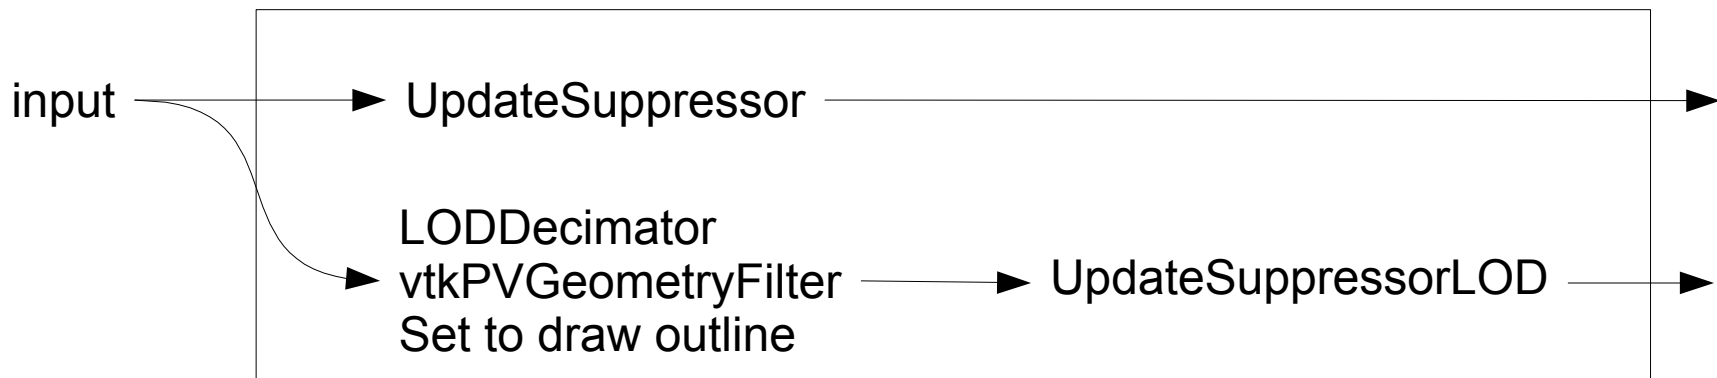 input
UpdateSuppressor
LODDecimator
vtkPVGeometryFilter
Set to draw outline
UpdateSuppressorLOD